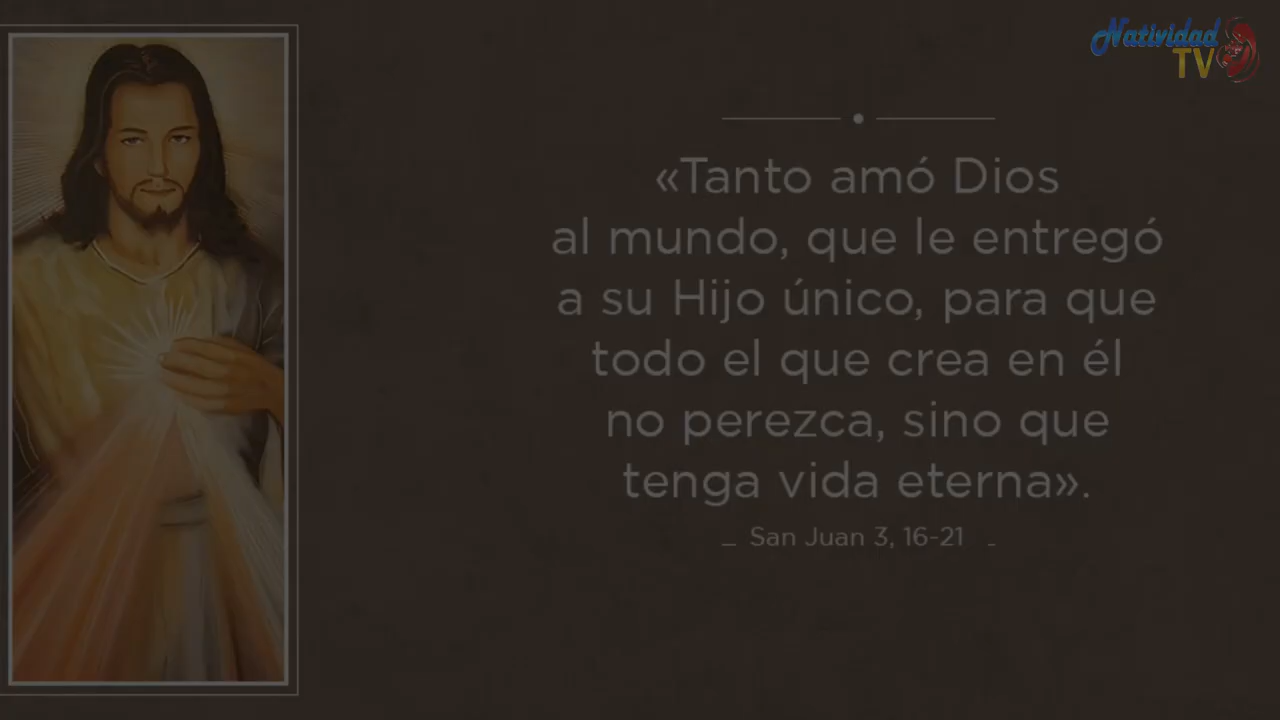 Natividad
TV
«Tanto amó Dios
al mundo, que le entregó
a su Hijo único, para que
todo el que crea en él
no perezca, sino que
tenga vida eterna».
_ San Juan 3, 16-21 -